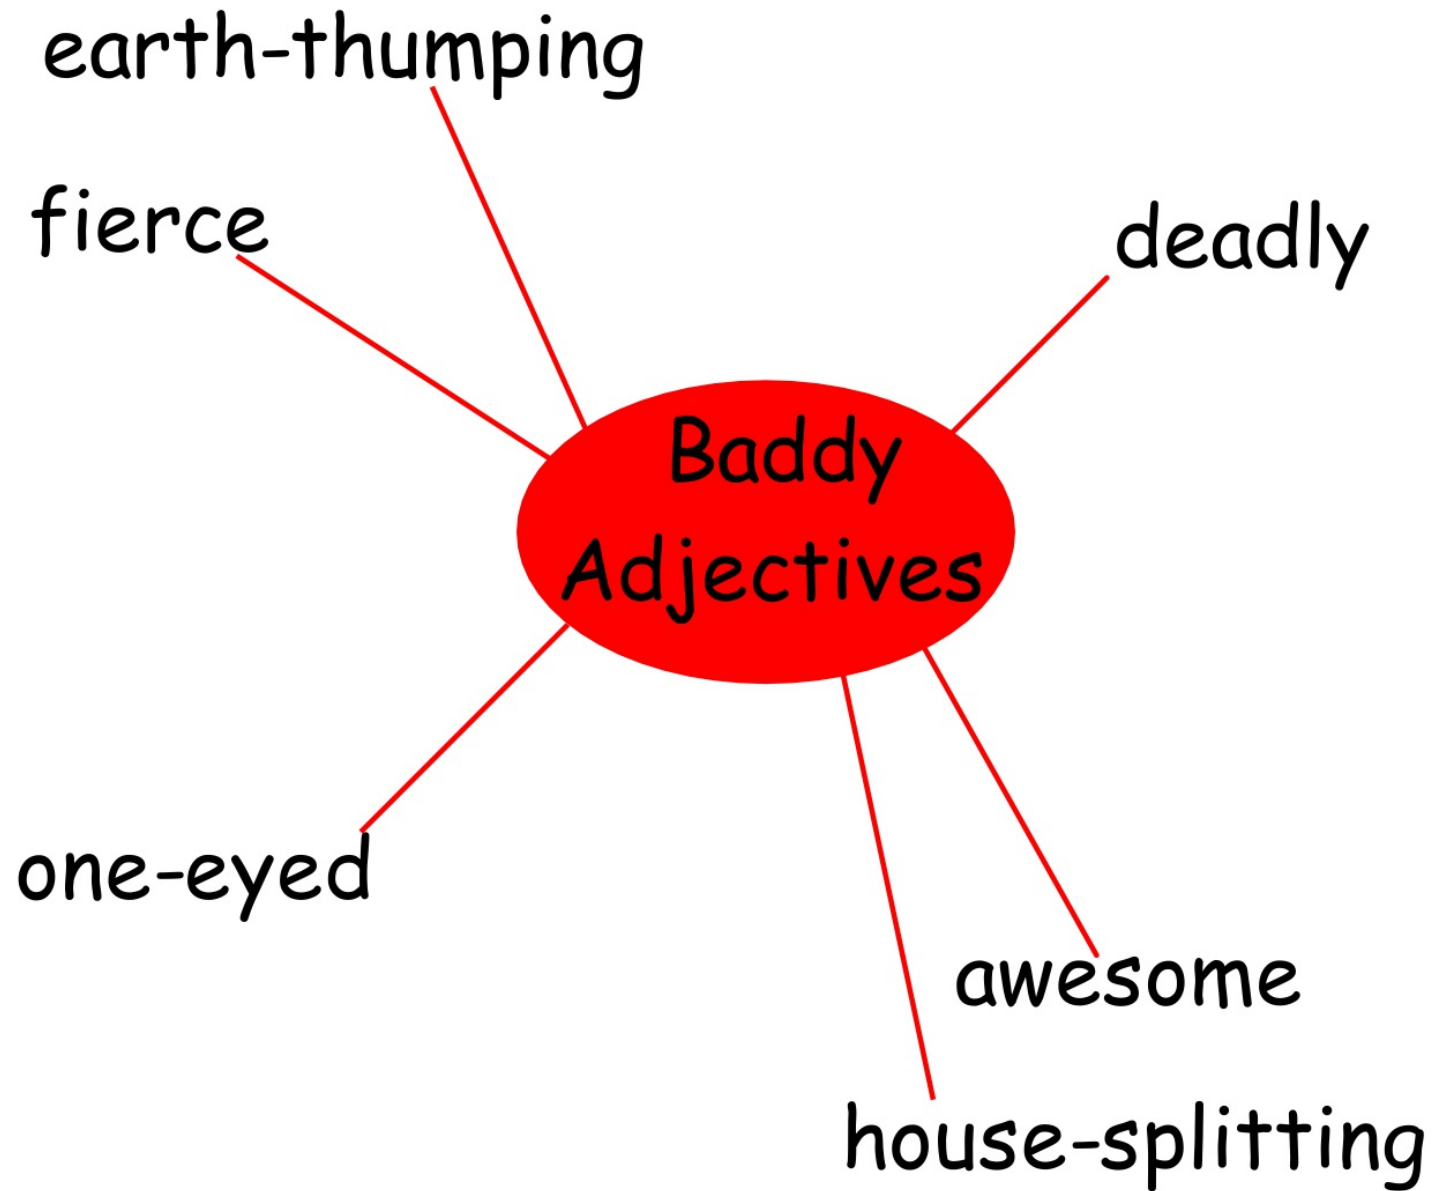 earth-thumping
fierce
deadly
Baddy
Adjectives
one-eyed
awesome
house-splitting